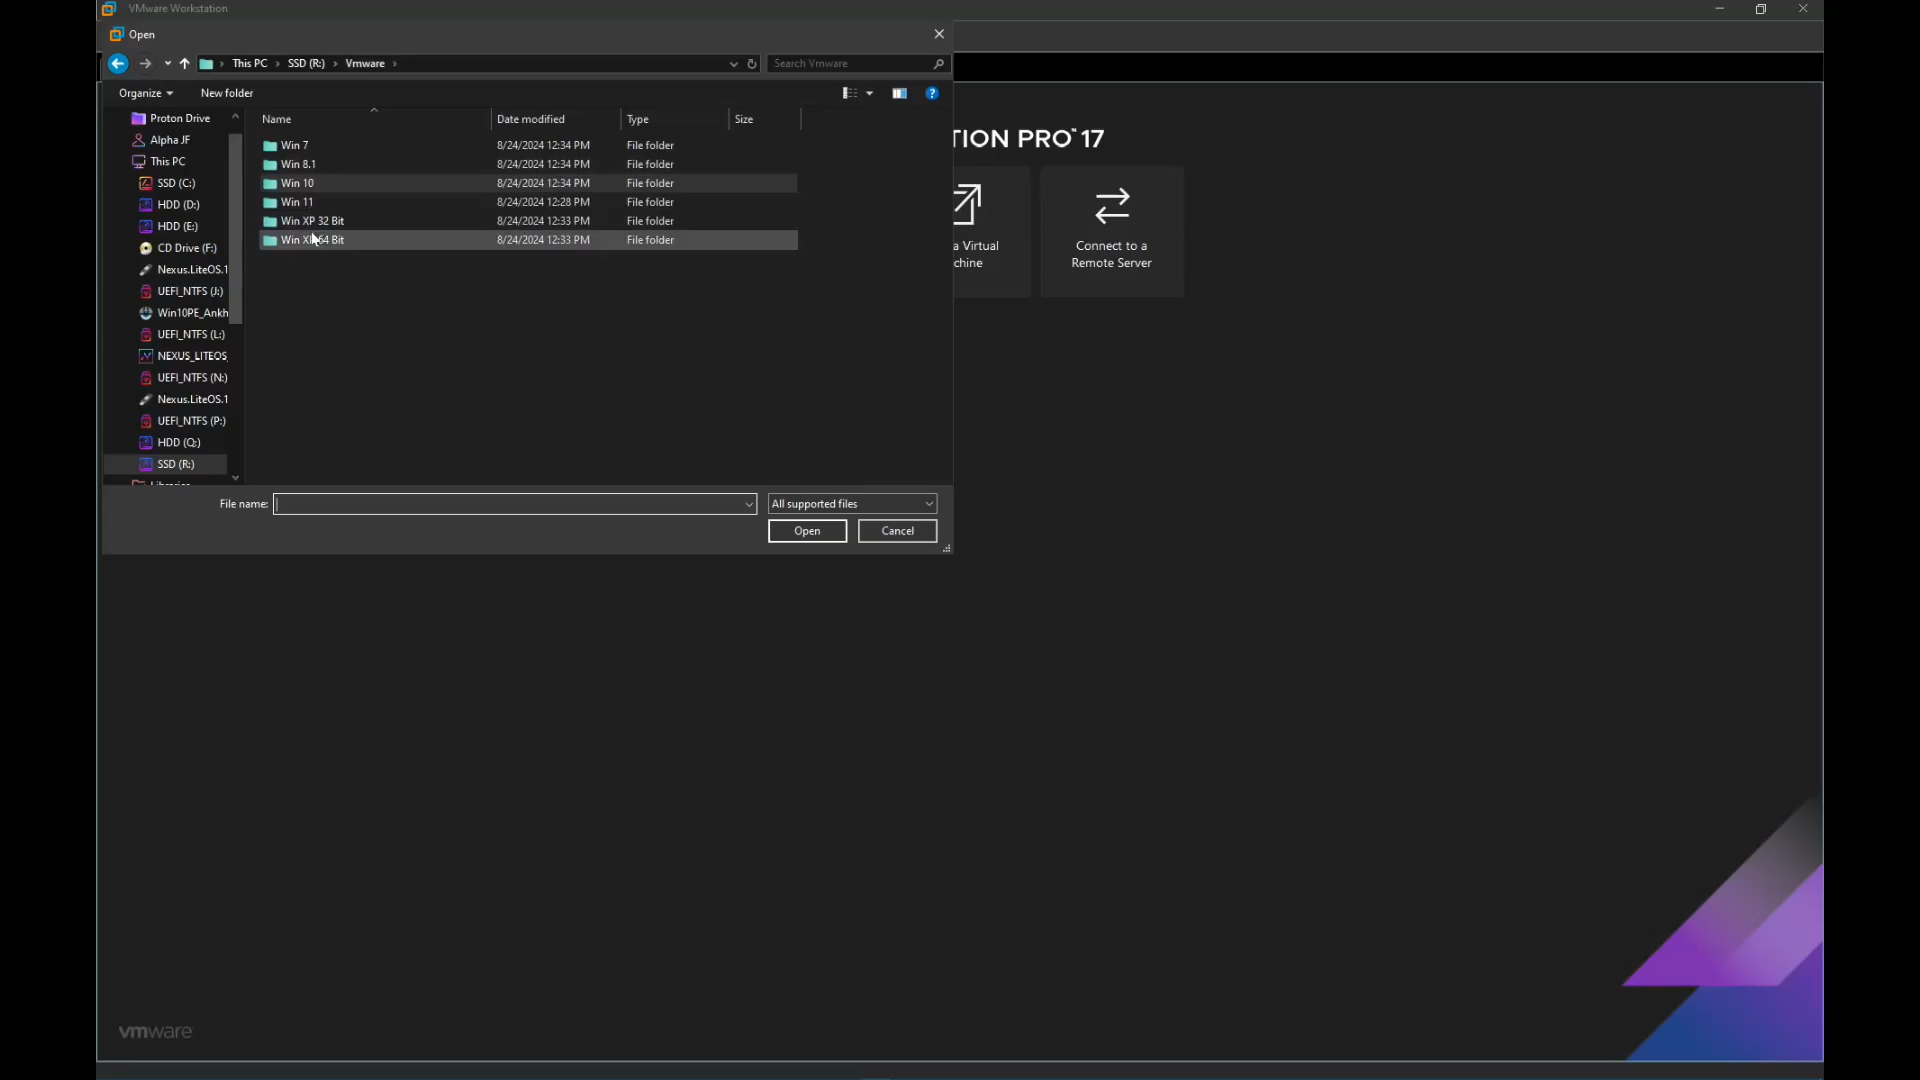 VMware Workstation
Open
This PC > SSD (R:) > Vmware >
Search Vmware
Organize
New folder
Name
Date modified
Type
Size
Proton Drive
Alpha JF
This PC
SSD (C:)
HDD (D:)
HDD (E:)
CD Drive (F:)
Nexus.LiteOS.1
UEFI_NTFS (J:)
Win10PE_Ankh
UEFI_NTFS (L:)
NEXUS_LITEOS_
UEFI_NTFS (N:)
Nexus.LiteOS.1
UEFI_NTFS (P:)
HDD (Q:)
SSD (R:)
Libraries
Win 7 8/24/2024 12:34 PM File folder
Win 8.1 8/24/2024 12:34 PM File folder
Win 10 8/24/2024 12:34 PM File folder
Win 11 8/24/2024 12:28 PM File folder
Win XP 32 Bit 8/24/2024 12:33 PM File folder
Win XP 64 Bit 8/24/2024 12:33 PM File folder
File name:
All supported files
Open
Cancel
TION PRO™ 17
a Virtual
chine
Connect to a
Remote Server
vmware